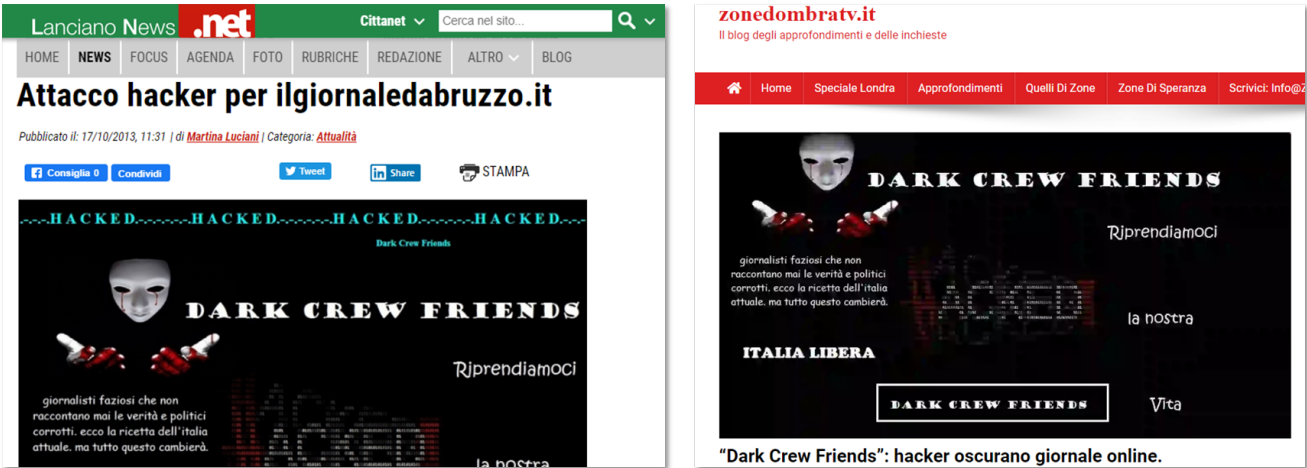 Lanciano News .net
Cittanet
Cerca nel sito...
HOME NEWS FOCUS AGENDA FOTO RUBRICHE REDAZIONE ALTRO BLOG
Attacco hacker per ilgiornaledabruzzo.it
Pubblicato il: 17/10/2013, 11:31 | di Martina Luciani | Categoria: Attualità
Consiglia 0 Condividi Tweet in Share STAMPA
.-.-.-.H A C K E D.-.-.-.-.-.-.H A C K E D.-.-.-.-.-.-.H A C K E D.-.-.-.-.-.-.H A C K E D.-.-.-
Dark Crew Friends
DARK CREW FRIENDS
Riprendiamoci
giornalisti faziosi che non
raccontano mai le verità e politici
corrotti. ecco la ricetta dell'italia
attuale. ma tutto questo cambierà.
la nostra
zonedombratv.it
Il blog degli approfondimenti e delle inchieste
Home Speciale Londra Approfondimenti Quelli Di Zone Zone Di Speranza Scrivici: Info@Z
DARK CREW FRIENDS
Riprendiamoci
giornalisti faziosi che non
raccontano mai le verità e politici
corrotti. ecco la ricetta dell'italia
attuale. ma tutto questo cambierà.
la nostra
ITALIA LIBERA
DARK CREW FRIENDS
Vita
“Dark Crew Friends”: hacker oscurano giornale online.